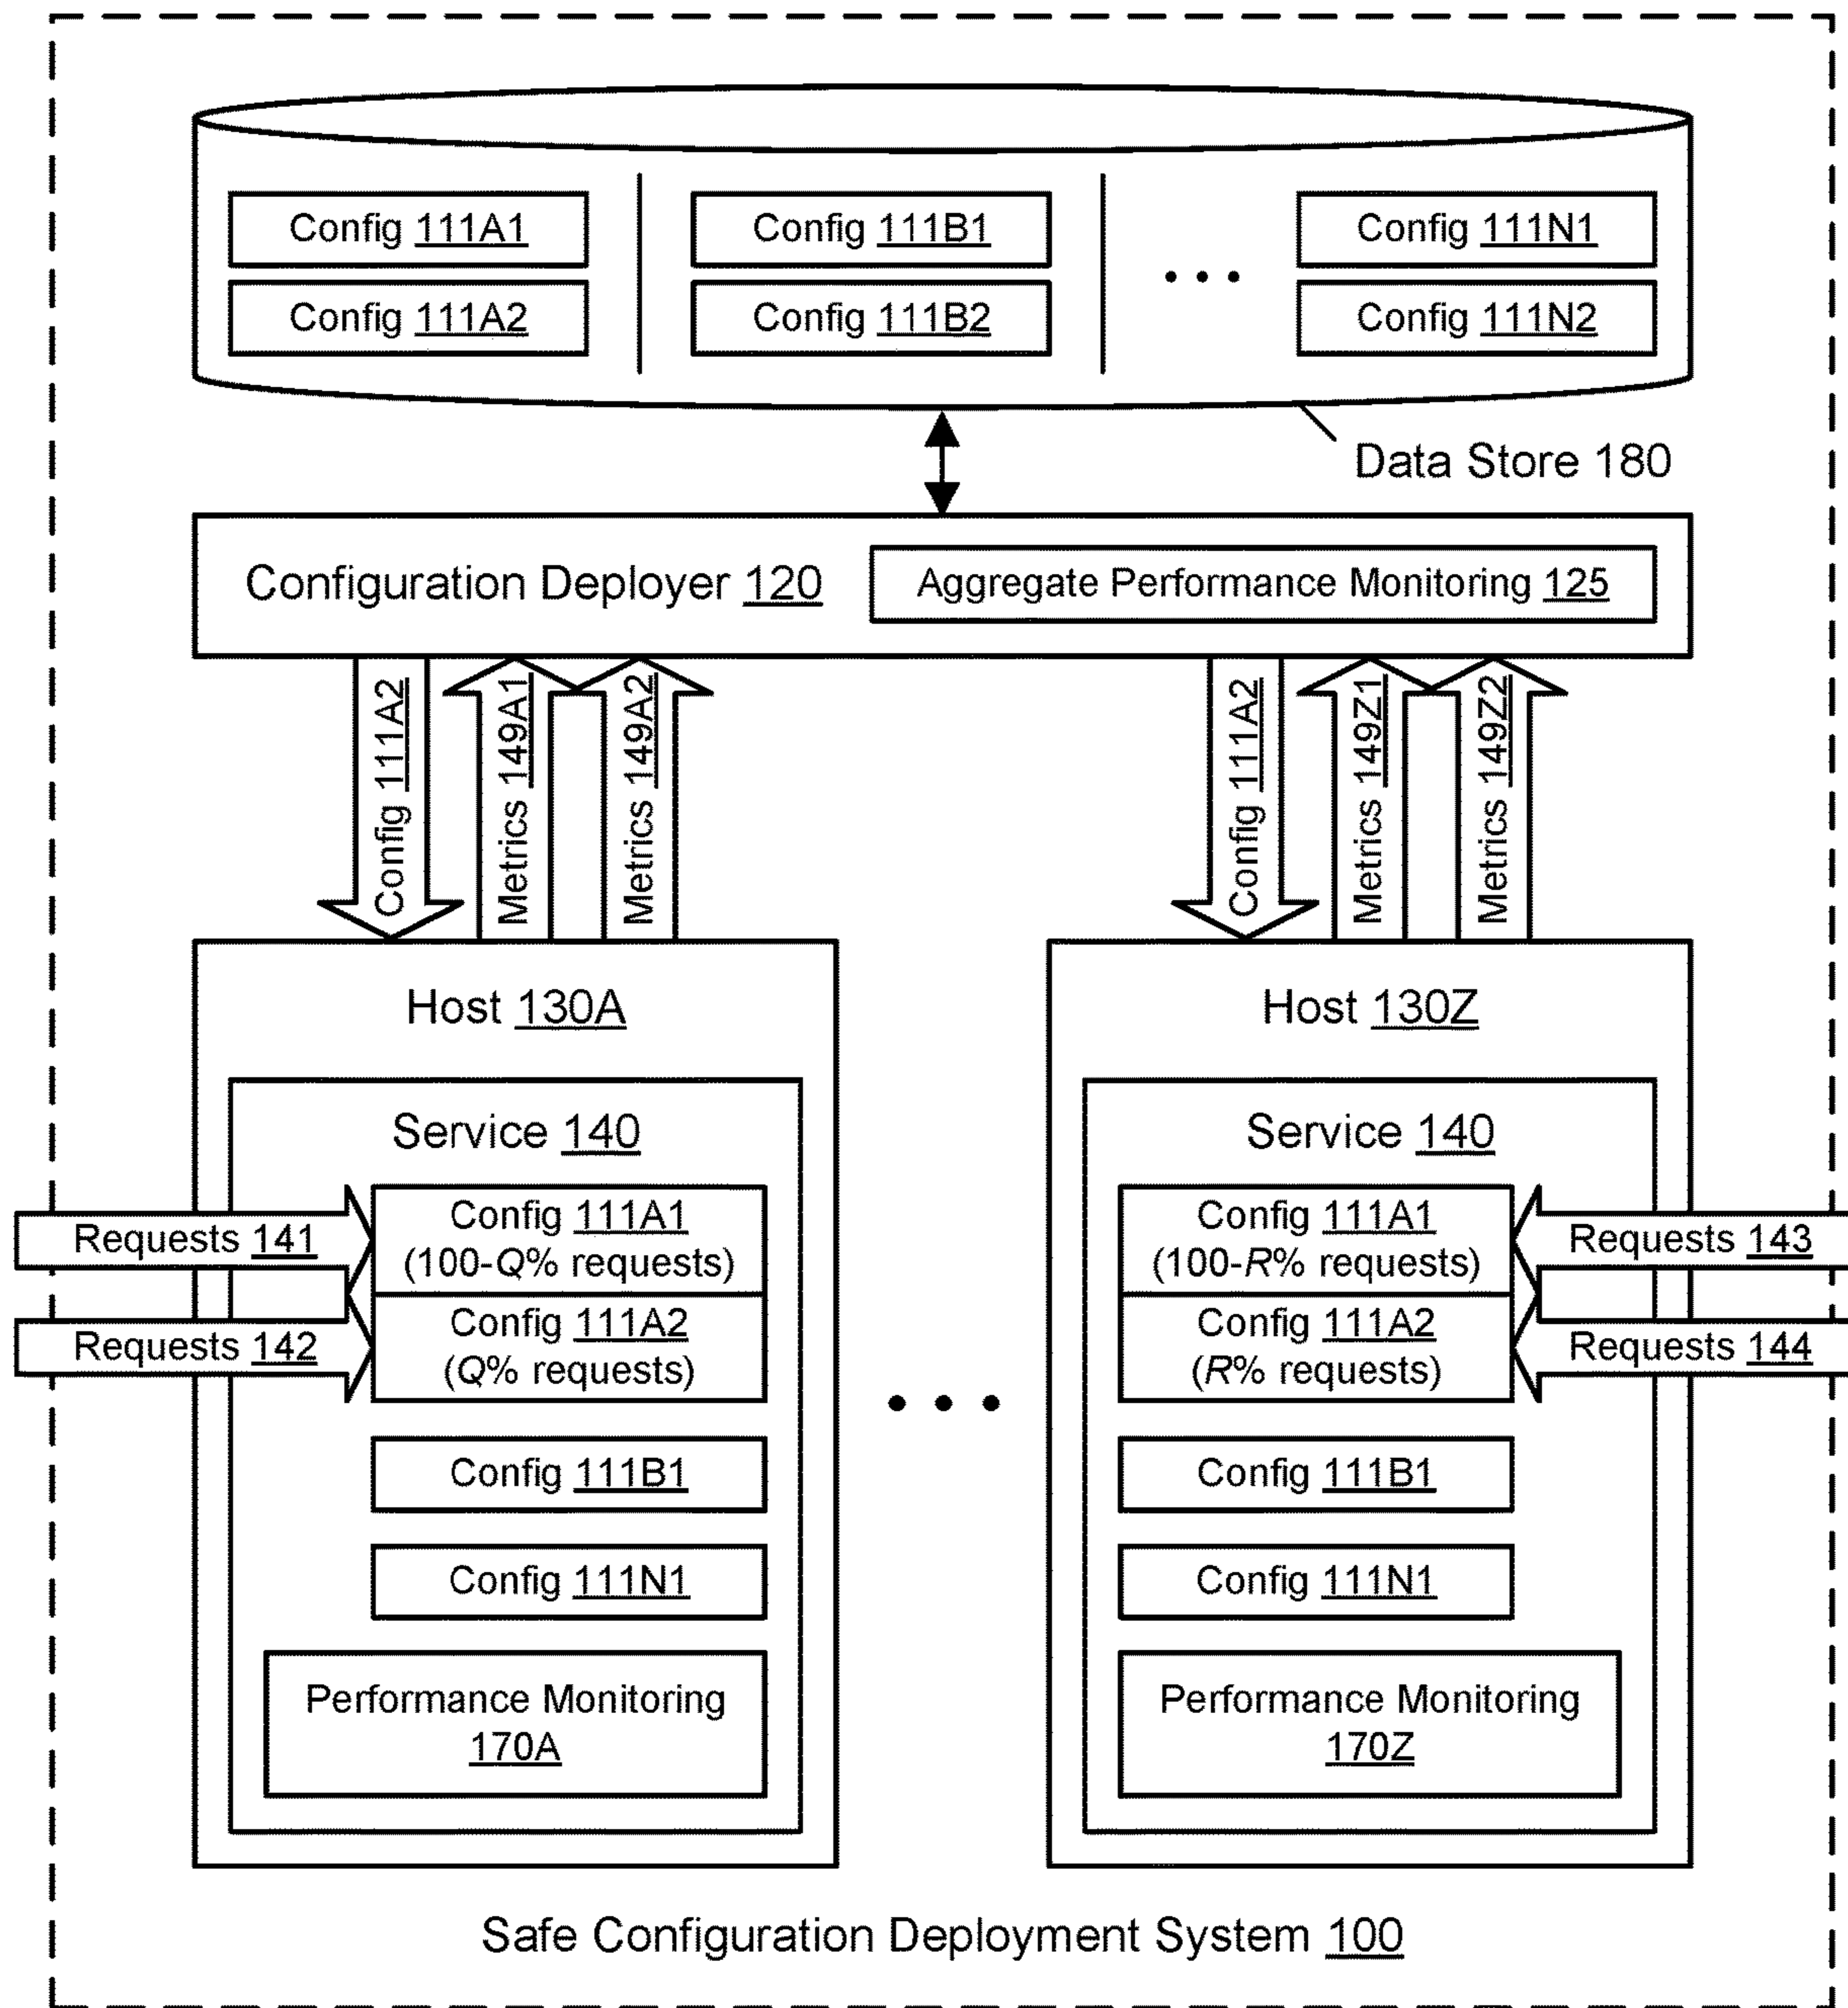 Config 111A1
Config 111B1
Config 111N1
Config 111A2
Config 111B2
...
Config 111N2
Data Store 180
Configuration Deployer 120
Aggregate Performance Monitoring 125
Config 111A2
Metrics 149A1
Metrics 149A2
Config 111A2
Metrics 149Z1
Metrics 149Z2
Host 130A
Service 140
Requests 141
Config 111A1
(100-Q% requests)
Requests 142
Config 111A2
(Q% requests)
Config 111B1
Config 111N1
Performance Monitoring
170A
...
Host 130Z
Service 140
Config 111A1
(100-R% requests)
Requests 143
Config 111A2
(R% requests)
Requests 144
Config 111B1
Config 111N1
Performance Monitoring
170Z
Safe Configuration Deployment System 100